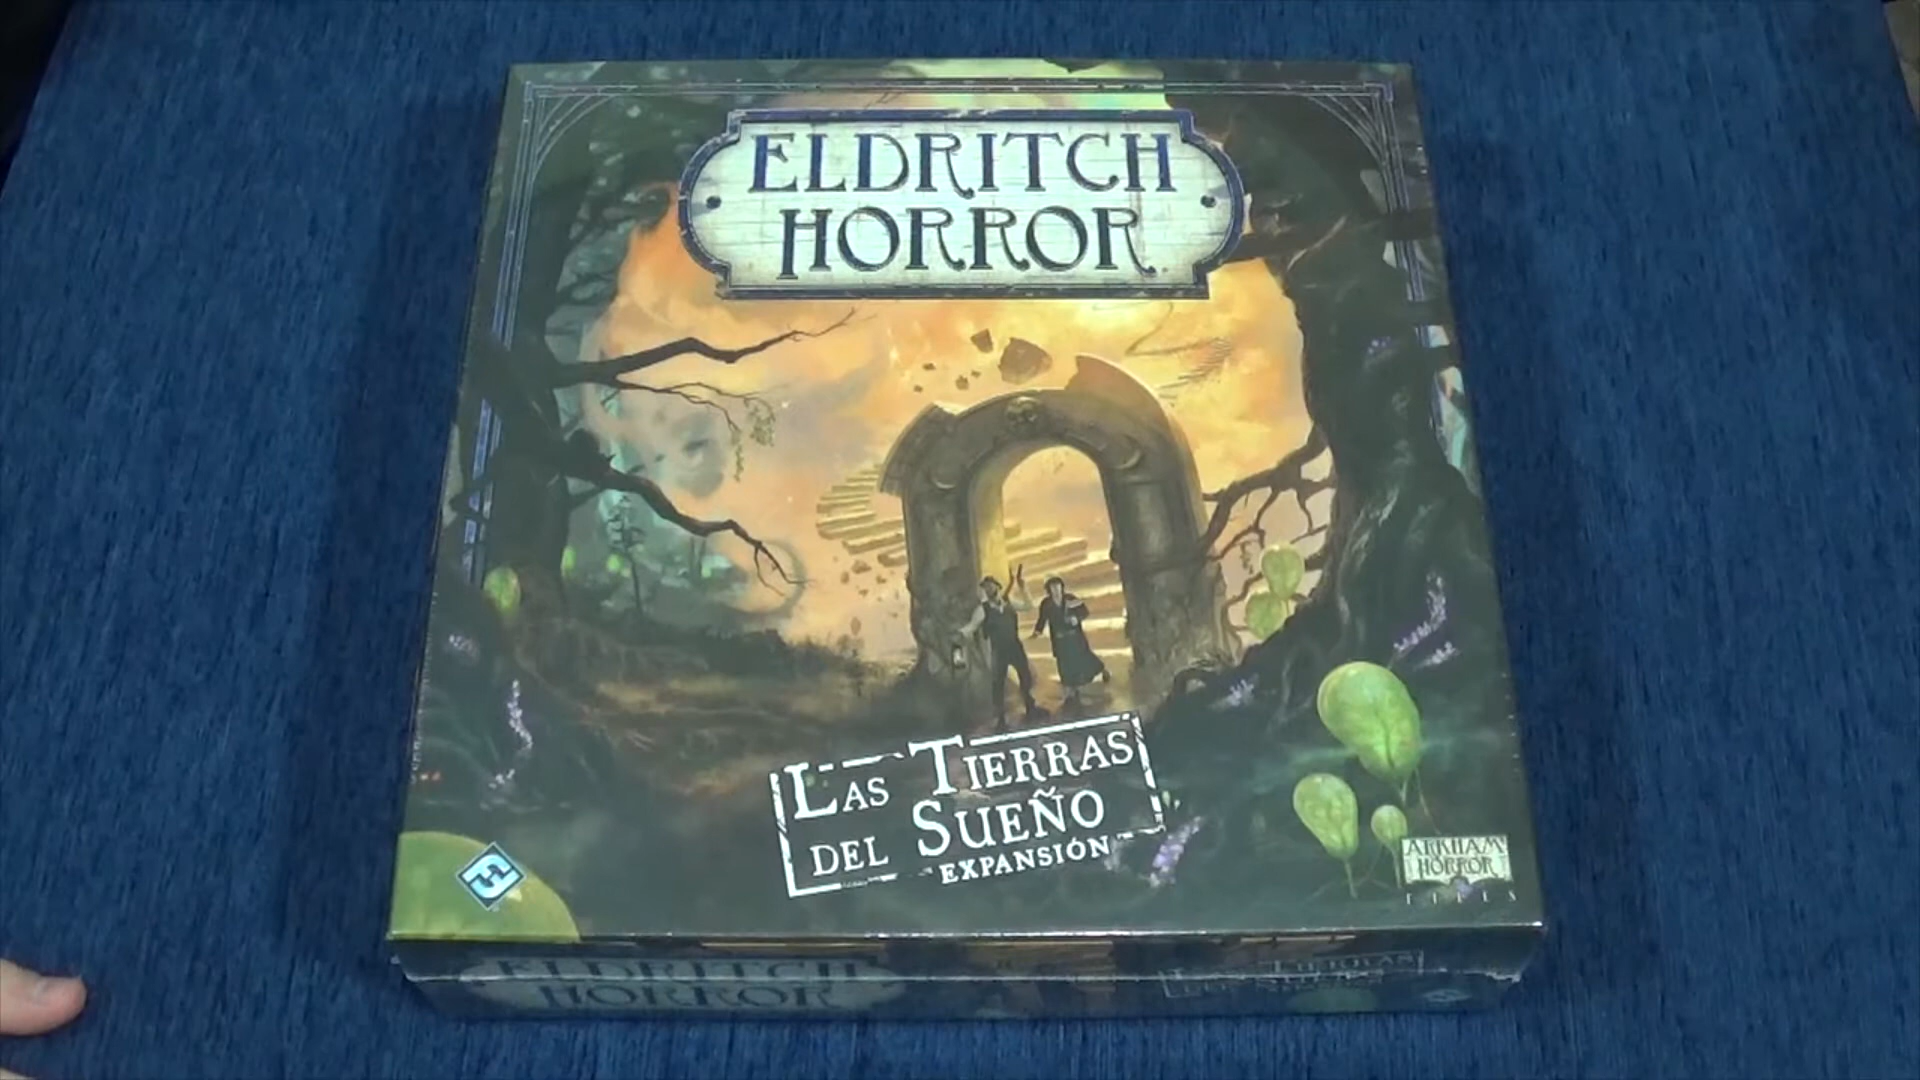 ELDRITCH
HORROR
LAS TIERRAS
DEL SUEÑO
EXPANSIÓN
ARKHAM
HORROR
ELDRITCH
HORROR